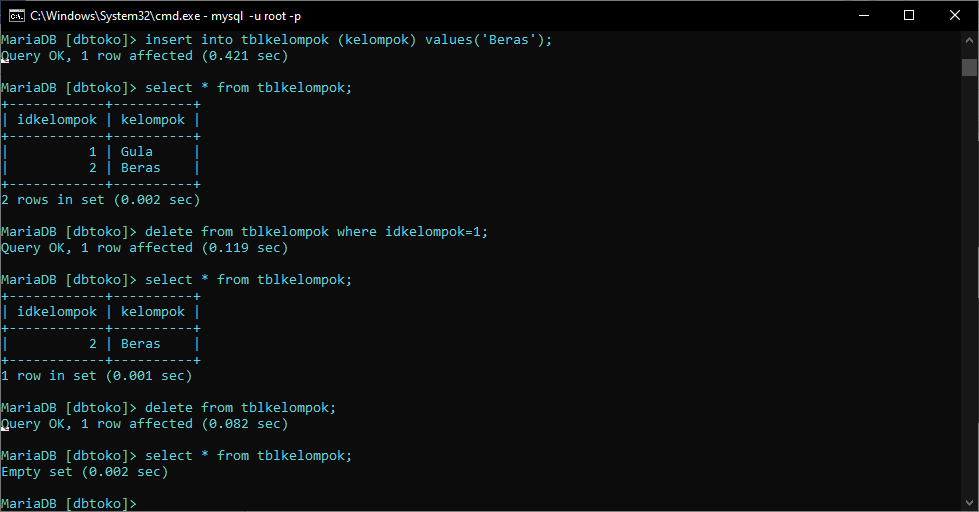 C:\Windows\System32\cmd.exe - mysql  -u root -p
MariaDB [dbtoko]> insert into tblkelompok (kelompok) values('Beras');
Query OK, 1 row affected (0.421 sec)
MariaDB [dbtoko]> select * from tblkelompok;
+------------+----------+
| idkelompok | kelompok |
+------------+----------+
|          1 | Gula     |
|          2 | Beras    |
+------------+----------+
2 rows in set (0.002 sec)
MariaDB [dbtoko]> delete from tblkelompok where idkelompok=1;
Query OK, 1 row affected (0.119 sec)
MariaDB [dbtoko]> select * from tblkelompok;
+------------+----------+
| idkelompok | kelompok |
+------------+----------+
|          2 | Beras    |
+------------+----------+
1 row in set (0.001 sec)
MariaDB [dbtoko]> delete from tblkelompok;
Query OK, 1 row affected (0.082 sec)
MariaDB [dbtoko]> select * from tblkelompok;
Empty set (0.002 sec)
MariaDB [dbtoko]>